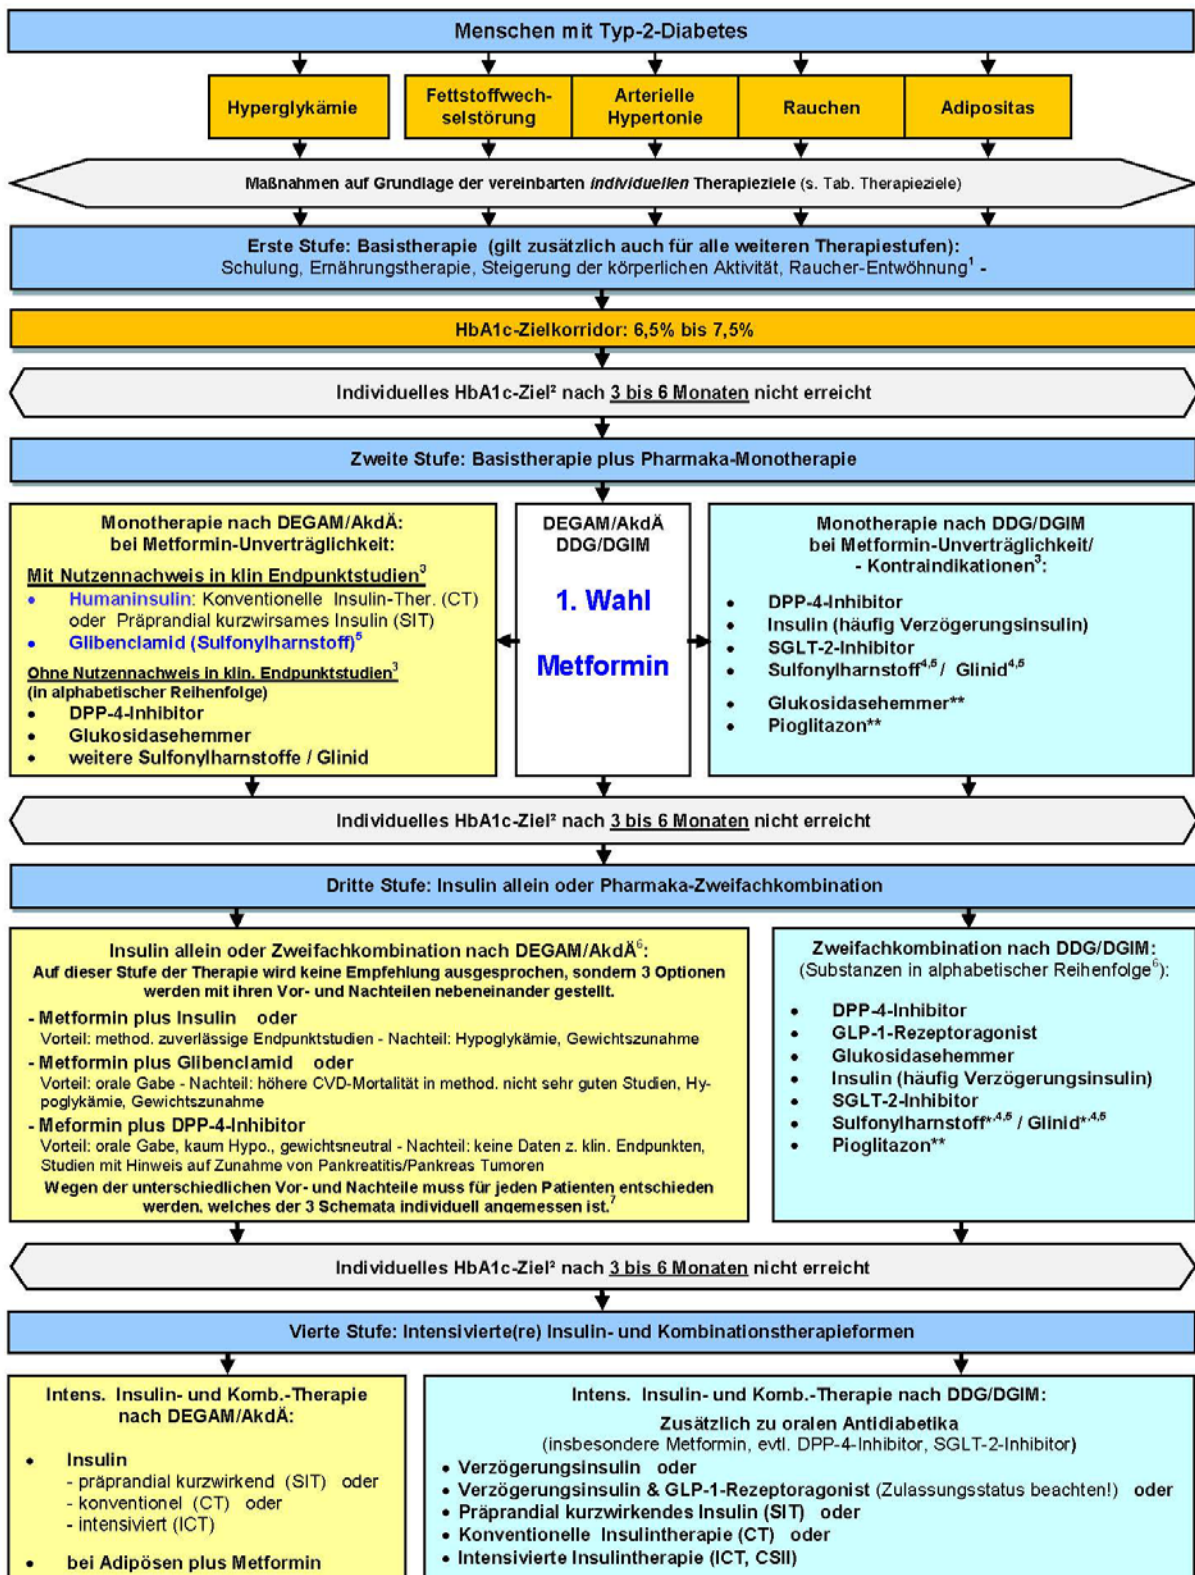 Menschen mit Typ-2-Diabetes
Hyperglykämie
Fettstoffwech-
selstörung
Arterielle
Hypertonie
Rauchen
Adipositas
Maßnahmen auf Grundlage der vereinbarten individuellen Therapieziele (s. Tab. Therapieziele)
Erste Stufe: Basistherapie (gilt zusätzlich auch für alle weiteren Therapiestufen):
Schulung, Ernährungstherapie, Steigerung der körperlichen Aktivität, Raucher-Entwöhnung¹ -
HbA1c-Zielkorridor: 6,5% bis 7,5%
Individuelles HbA1c-Ziel² nach 3 bis 6 Monaten nicht erreicht
Zweite Stufe: Basistherapie plus Pharmaka-Monotherapie
Monotherapie nach DEGAM/AkdÄ:
bei Metformin-Unverträglichkeit:
Mit Nutzennachweis in klin Endpunktstudien³
• Humaninsulin: Konventionelle Insulin-Ther. (CT)
oder Präprandial kurzwirsames Insulin (SIT)
• Glibenclamid (Sulfonylharnstoff)⁵
Ohne Nutzennachweis in klin. Endpunktstudien³
(in alphabetischer Reihenfolge)
• DPP-4-Inhibitor
• Glukosidasehemmer
• weitere Sulfonylharnstoffe / Glinid
DEGAM/AkdÄ
DDG/DGIM
1. Wahl
Metformin
Monotherapie nach DDG/DGIM
bei Metformin-Unverträglichkeit/
- Kontraindikationen³:
• DPP-4-Inhibitor
• Insulin (häufig Verzögerungsinsulin)
• SGLT-2-Inhibitor
• Sulfonylharnstoff⁴,⁵ / Glinid⁴,⁵
• Glukosidasehemmer**
• Pioglitazon**
Individuelles HbA1c-Ziel² nach 3 bis 6 Monaten nicht erreicht
Dritte Stufe: Insulin allein oder Pharmaka-Zweifachkombination
Insulin allein oder Zweifachkombination nach DEGAM/AkdÄ⁶:
Auf dieser Stufe der Therapie wird keine Empfehlung ausgesprochen, sondern 3 Optionen
werden mit ihren Vor- und Nachteilen nebeneinander gestellt.
- Metformin plus Insulin oder
Vorteil: method. zuverlässige Endpunktstudien - Nachteil: Hypoglykämie, Gewichtszunahme
- Metformin plus Glibenclamid oder
Vorteil: orale Gabe - Nachteil: höhere CVD-Mortalität in method. nicht sehr guten Studien, Hy-
poglykämie, Gewichtszunahme
- Meformin plus DPP-4-Inhibitor
Vorteil: orale Gabe, kaum Hypo., gewichtsneutral - Nachteil: keine Daten z. klin. Endpunkten,
Studien mit Hinweis auf Zunahme von Pankreatitis/Pankreas Tumoren
Wegen der unterschiedlichen Vor- und Nachteile muss für jeden Patienten entschieden
werden, welches der 3 Schemata individuell angemessen ist.⁷
Zweifachkombination nach DDG/DGIM:
(Substanzen in alphabetischer Reihenfolge⁶):
• DPP-4-Inhibitor
• GLP-1-Rezeptoragonist
• Glukosidasehemmer
• Insulin (häufig Verzögerungsinsulin)
• SGLT-2-Inhibitor
• Sulfonylharnstoff*,⁴,⁵ / Glinid*,⁴,⁵
• Pioglitazon**
Individuelles HbA1c-Ziel² nach 3 bis 6 Monaten nicht erreicht
Vierte Stufe: Intensivierte(re) Insulin- und Kombinationstherapieformen
Intens. Insulin- und Komb.-Therapie
nach DEGAM/AkdÄ:
• Insulin
- präprandial kurzwirkend (SIT) oder
- konventionel (CT) oder
- intensiviert (ICT)
• bei Adipösen plus Metformin
Intens. Insulin- und Komb.-Therapie nach DDG/DGIM:
Zusätzlich zu oralen Antidiabetika
(insbesondere Metformin, evtl. DPP-4-Inhibitor, SGLT-2-Inhibitor)
• Verzögerungsinsulin oder
• Verzögerungsinsulin & GLP-1-Rezeptoragonist (Zulassungsstatus beachten!) oder
• Präprandial kurzwirkendes Insulin (SIT) oder
• Konventionelle Insulintherapie (CT) oder
• Intensivierte Insulintherapie (ICT, CSII)